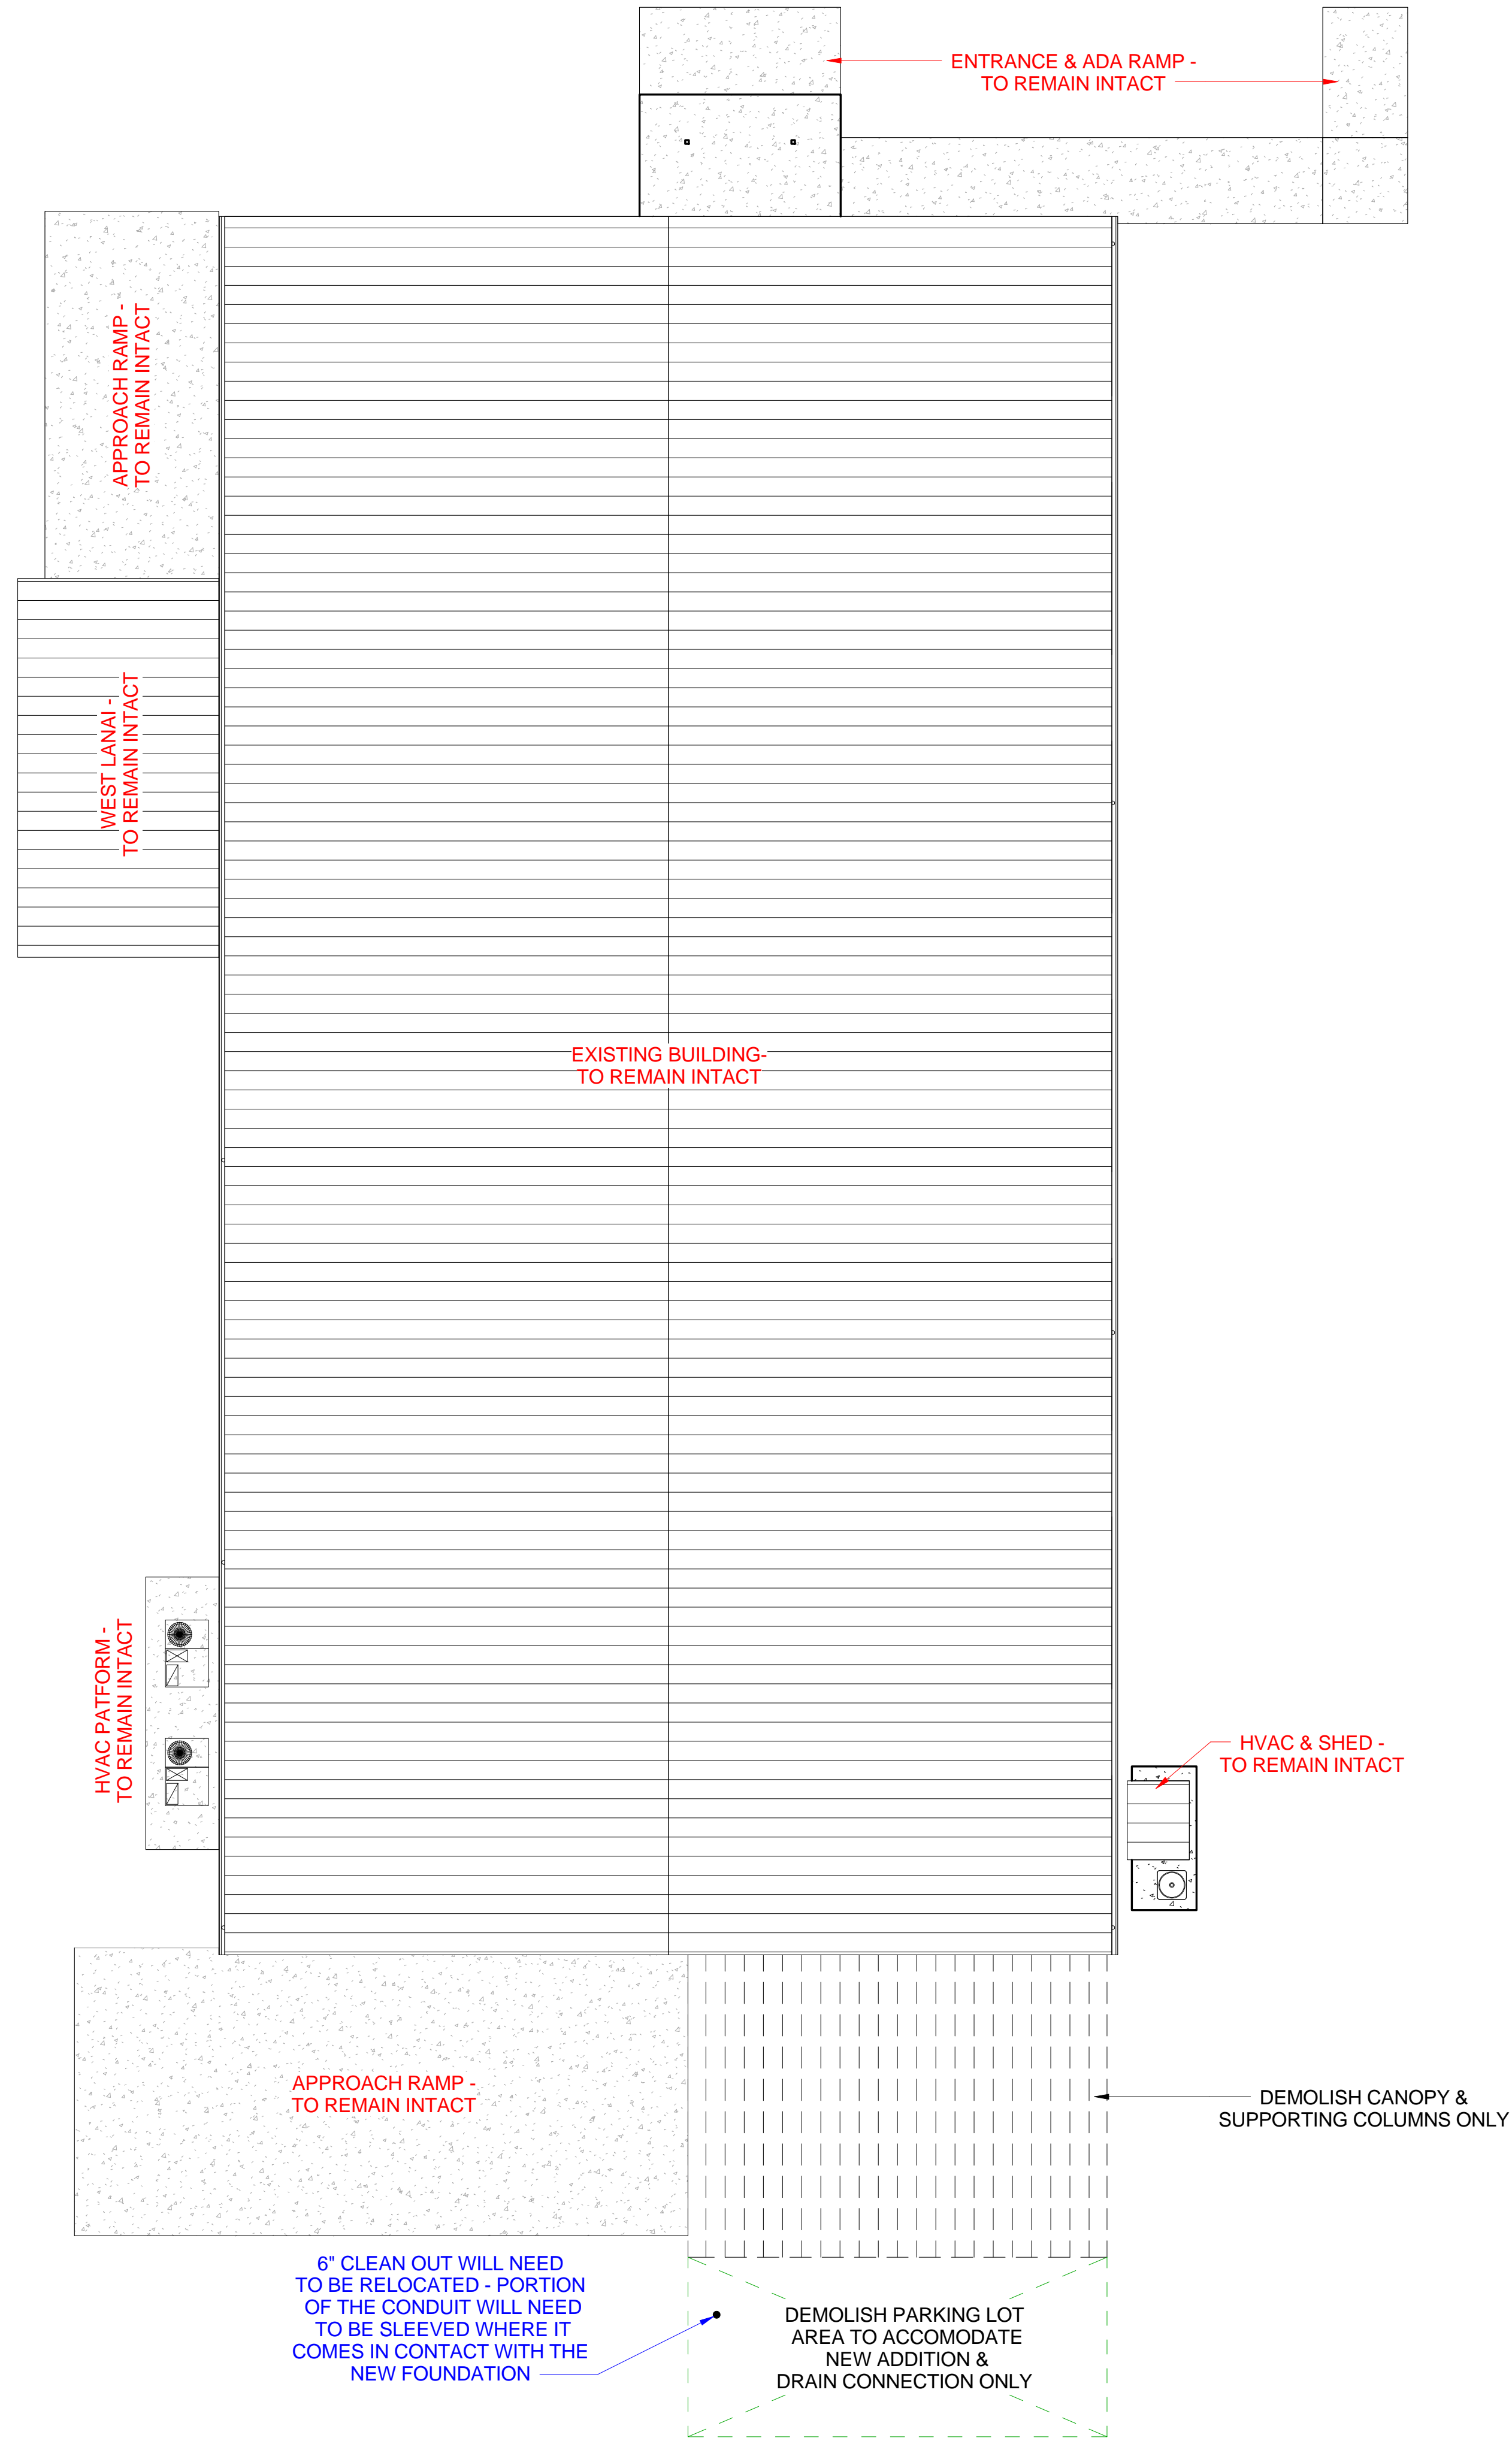 ENTRANCE & ADA RAMP -
TO REMAIN INTACT
APPROACH RAMP -
TO REMAIN INTACT
WEST LANAI -
TO REMAIN INTACT
EXISTING BUILDING-
TO REMAIN INTACT
HVAC PATFORM -
TO REMAIN INTACT
HVAC & SHED -
TO REMAIN INTACT
APPROACH RAMP -
TO REMAIN INTACT
DEMOLISH CANOPY &
SUPPORTING COLUMNS ONLY
6" CLEAN OUT WILL NEED
TO BE RELOCATED - PORTION
OF THE CONDUIT WILL NEED
TO BE SLEEVED WHERE IT
COMES IN CONTACT WITH THE
NEW FOUNDATION
DEMOLISH PARKING LOT
AREA TO ACCOMODATE
NEW ADDITION &
DRAIN CONNECTION ONLY